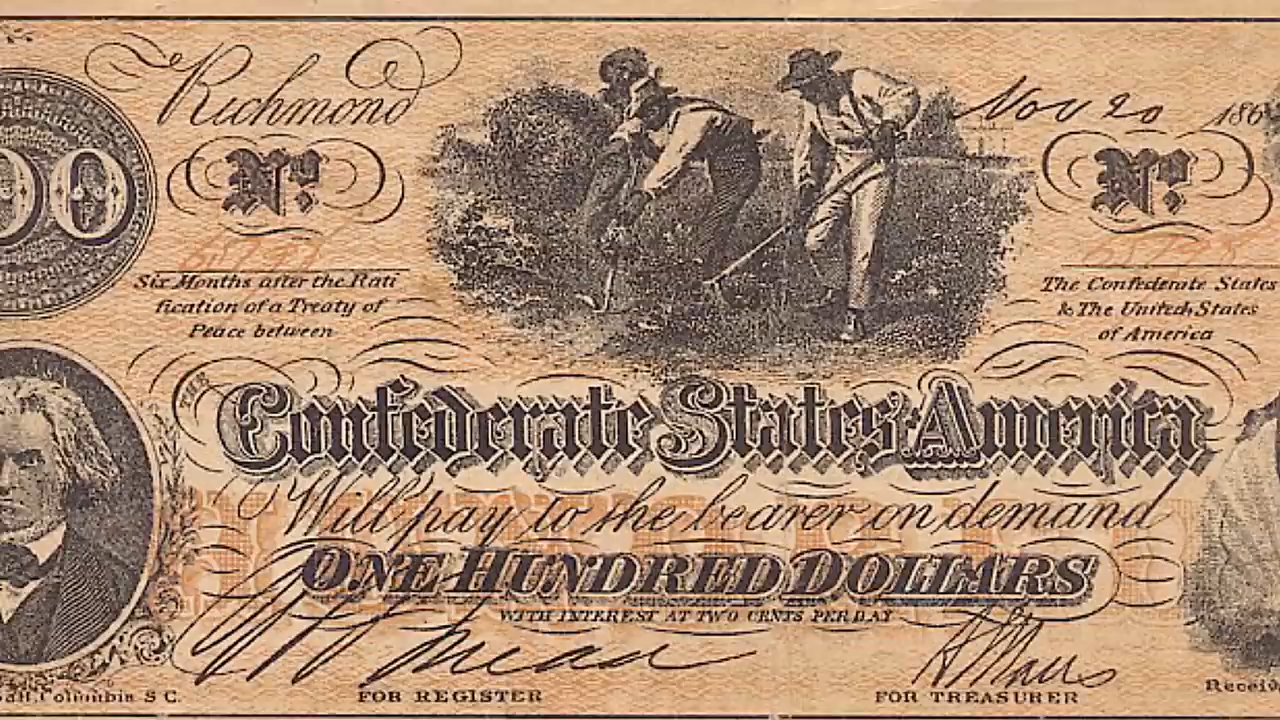 Richmond
Nov 20 186
00
No.
No.
Six Months after the Rati
fication of a Treaty of
Peace between
The Confederate States
& The United States
of America
THE
Confederate States America
Will pay to the bearer on demand
ONE HUNDRED DOLLARS
WITH INTEREST AT TWO CENTS PER DAY
Columbia S C.
FOR REGISTER
FOR TREASURER